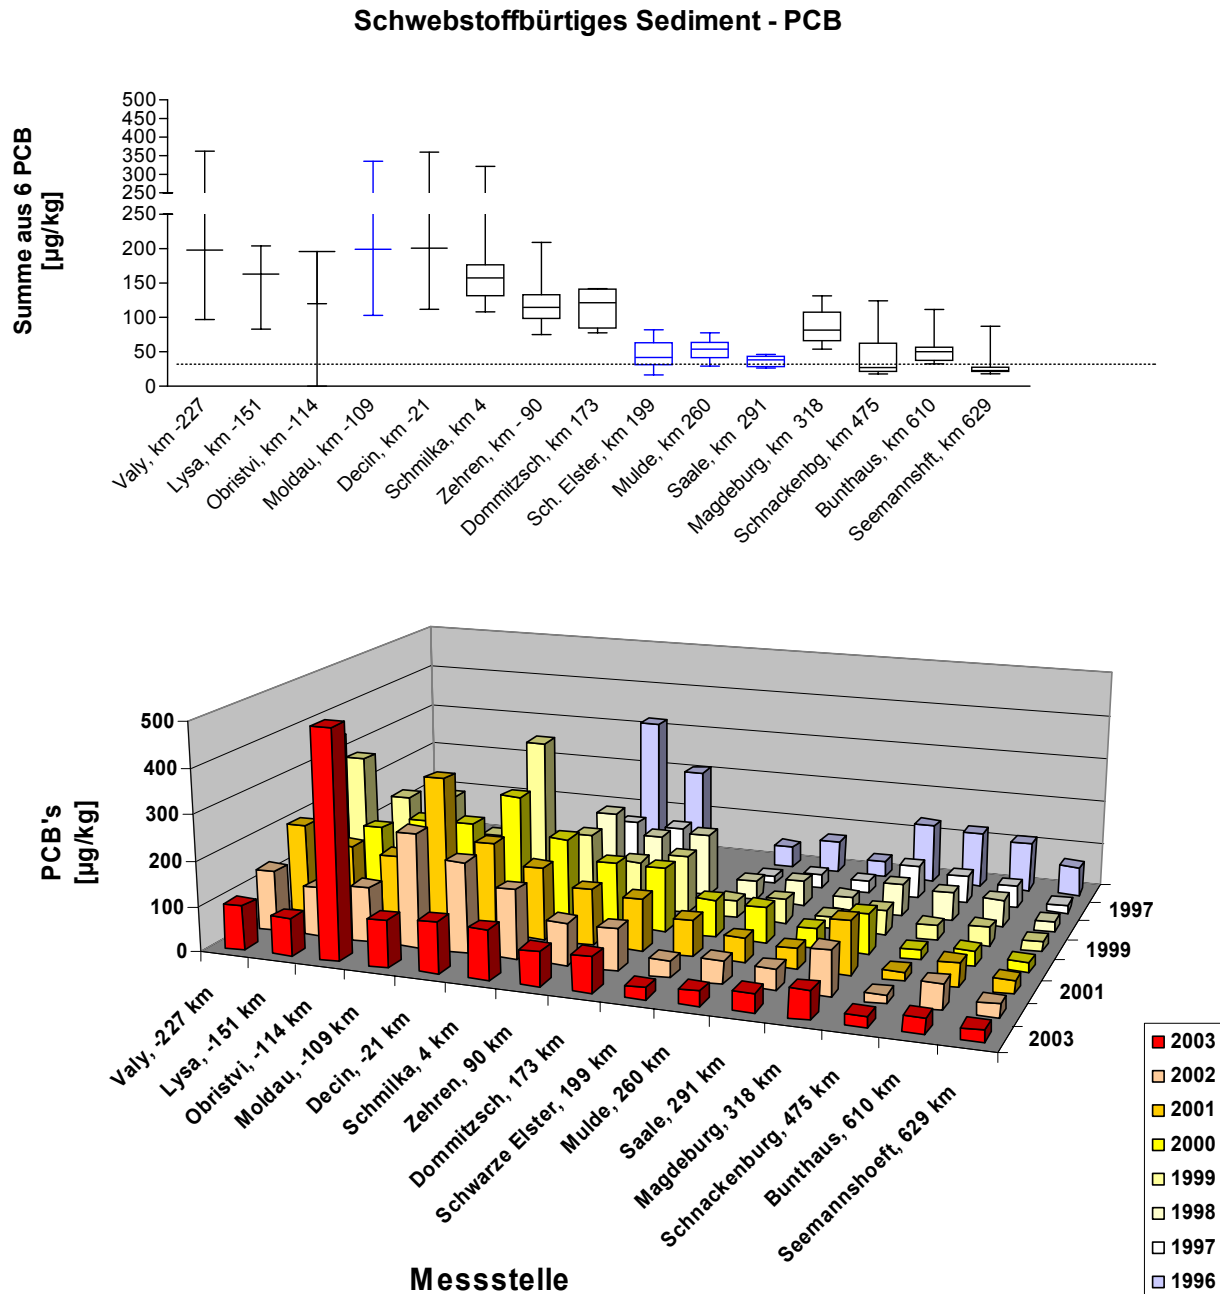 Schwebstoffbürtiges Sediment - PCB
Summe aus 6 PCB
[µg/kg]
500
450
400
350
300
250
250
200
150
100
50
0
Valy, km -227
Lysa, km -151
Obristvi, km -114
Moldau, km -109
Decin, km -21
Schmilka, km 4
Zehren, km - 90
Dommitzsch, km 173
Sch. Elster, km 199
Mulde, km 260
Saale, km 291
Magdeburg, km 318
Schnackenbg, km 475
Bunthaus, km 610
Seemannshft, km 629
PCB's
[µg/kg]
500
400
300
200
100
0
Valy, -227 km
Lysa, -151 km
Obristvi, -114 km
Moldau, -109 km
Decin, -21 km
Schmilka, 4 km
Zehren, 90 km
Dommitzsch, 173 km
Schwarze Elster, 199 km
Mulde, 260 km
Saale, 291 km
Magdeburg, 318 km
Schnackenburg, 475 km
Bunthaus, 610 km
Seemannshoeft, 629 km
1997
1999
2001
2003
Messstelle
2003
2002
2001
2000
1999
1998
1997
1996